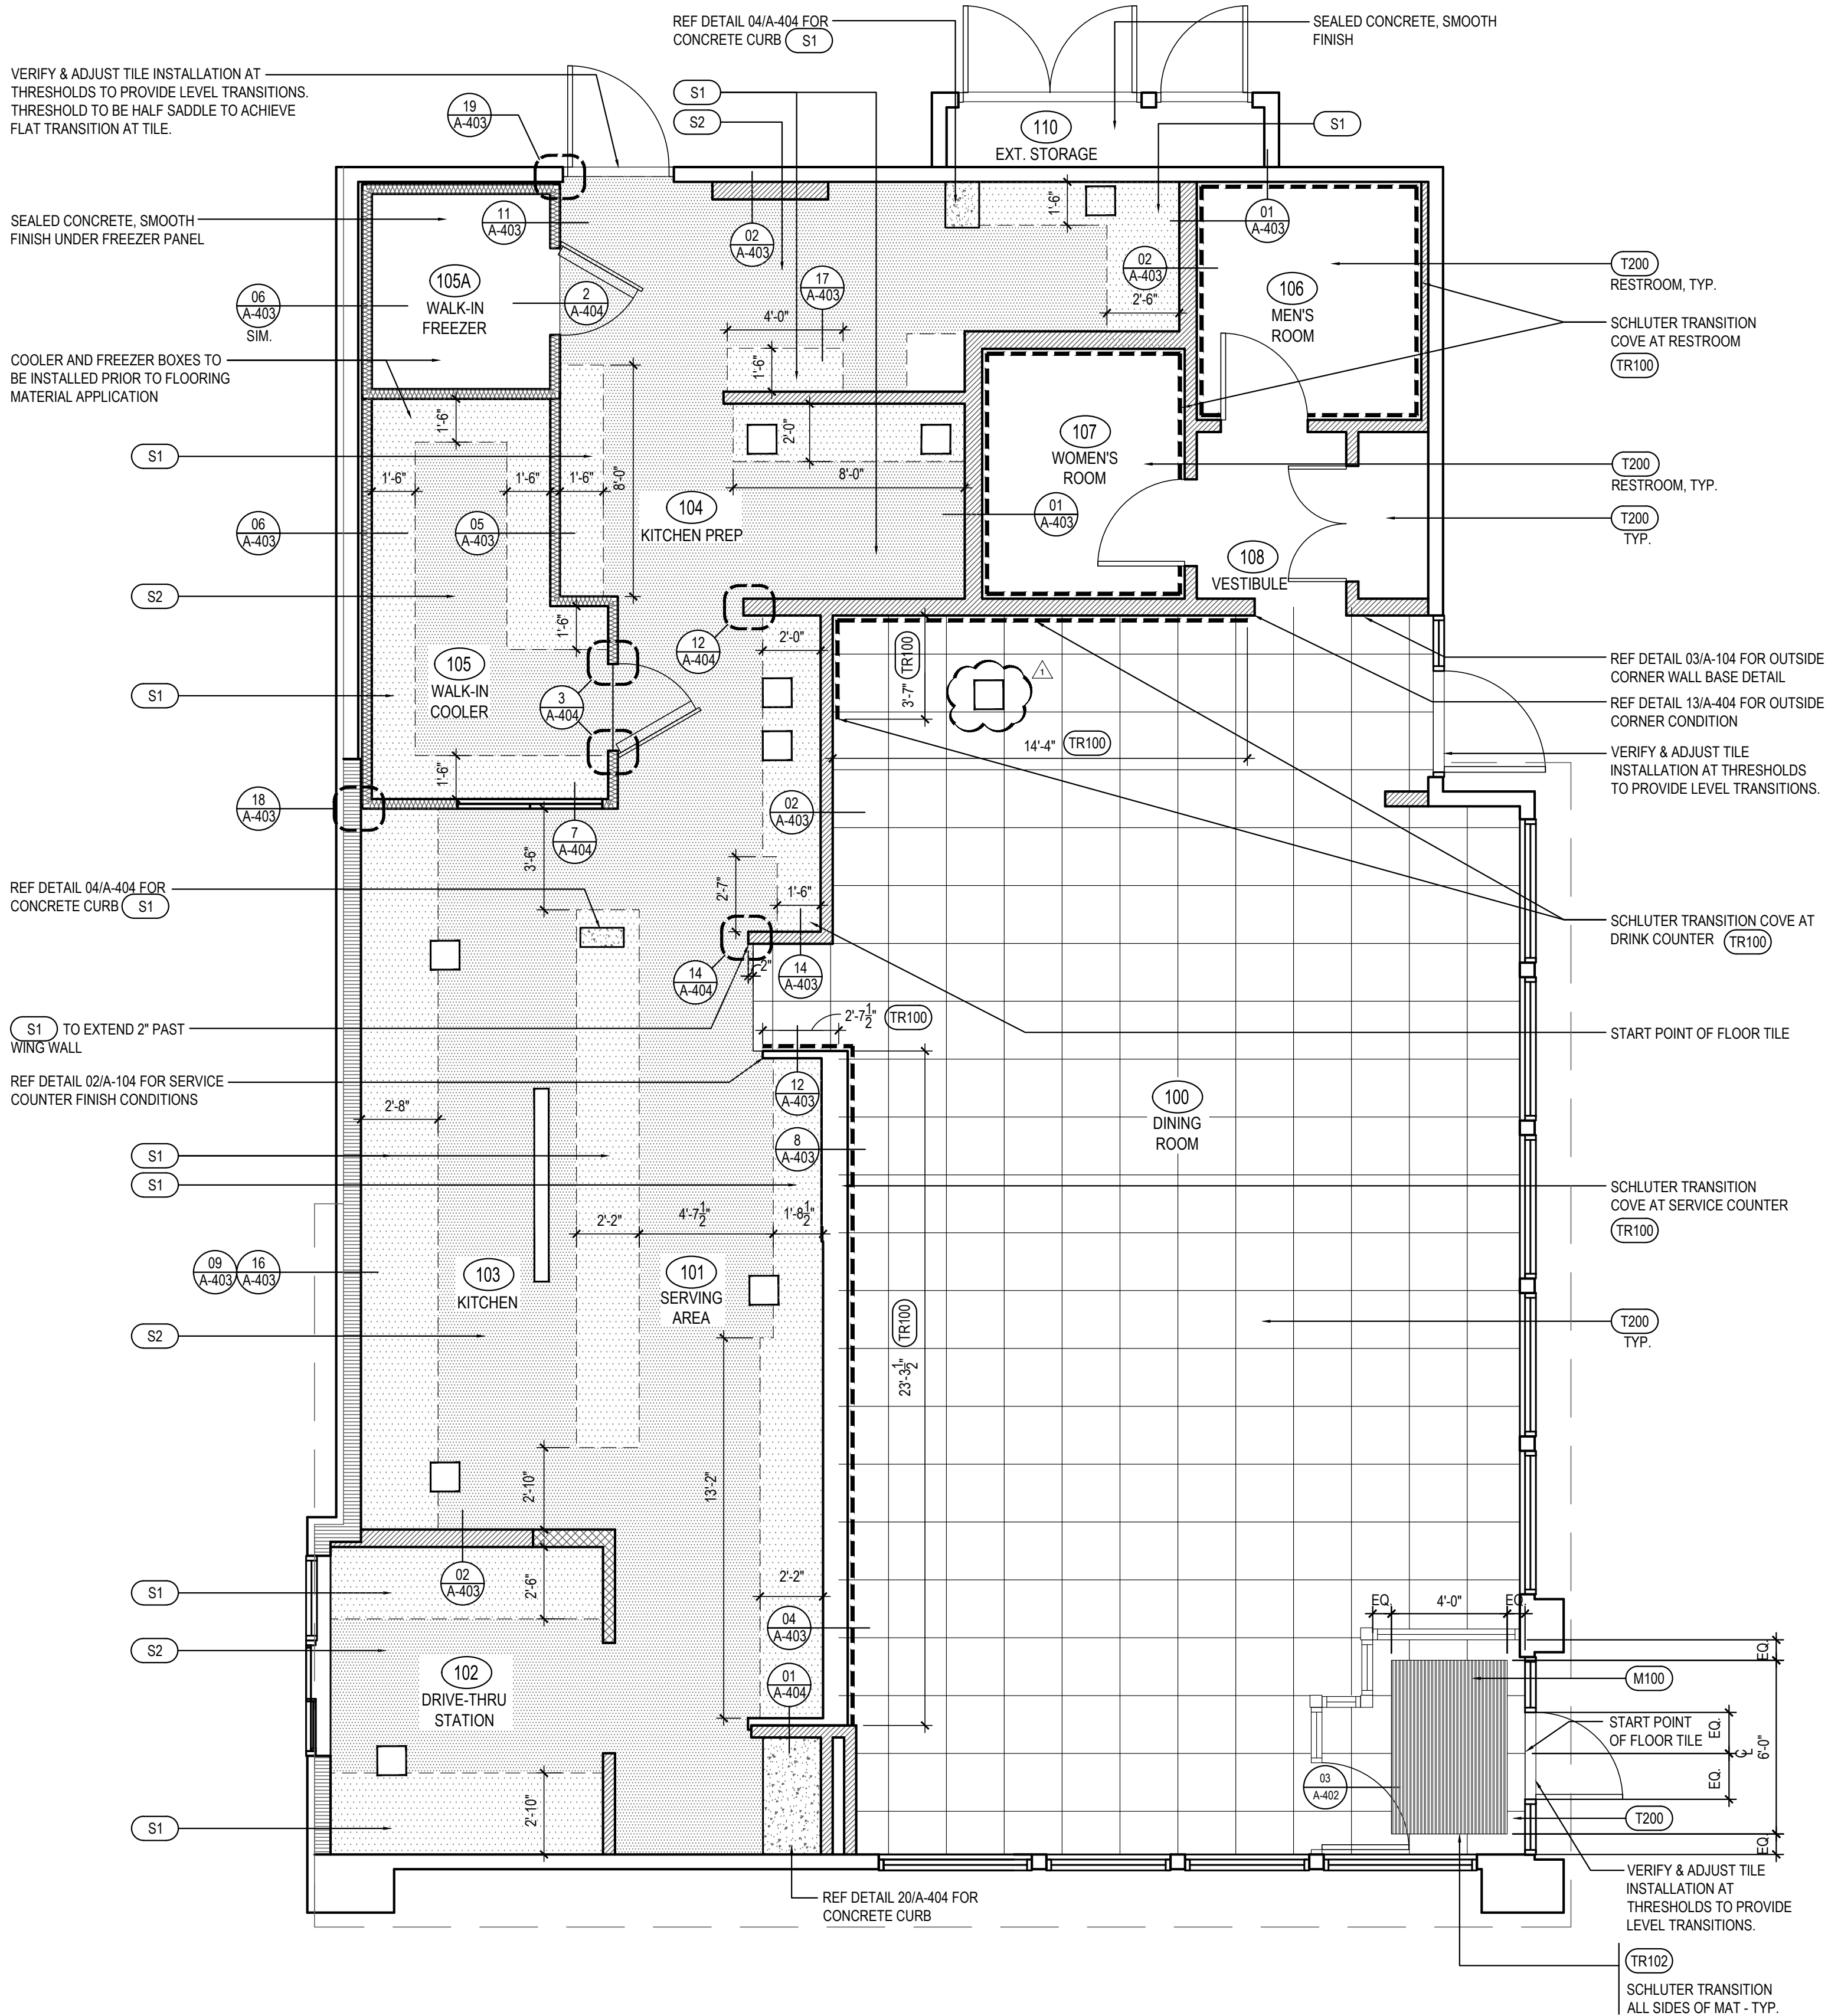 REF DETAIL 04/A-404 FOR
CONCRETE CURB S1
SEALED CONCRETE, SMOOTH
FINISH
VERIFY & ADJUST TILE INSTALLATION AT
THRESHOLDS TO PROVIDE LEVEL TRANSITIONS.
THRESHOLD TO BE HALF SADDLE TO ACHIEVE
FLAT TRANSITION AT TILE.
19
A-403
S1
S2
110
EXT. STORAGE
S1
SEALED CONCRETE, SMOOTH
FINISH UNDER FREEZER PANEL
11
A-403
02
A-403
1'-6"
01
A-403
02
A-403
2'-6"
T200
RESTROOM, TYP.
105A
WALK-IN
FREEZER
2
A-404
17
A-403
4'-0"
1'-6"
106
MEN'S
ROOM
06
A-403
SIM.
SCHLUTER TRANSITION
COVE AT RESTROOM
TR100
COOLER AND FREEZER BOXES TO
BE INSTALLED PRIOR TO FLOORING
MATERIAL APPLICATION
1'-6"
2'-0"
8'-0"
107
WOMEN'S
ROOM
S1
1'-6"
1'-6"
1'-6"
8'-0"
T200
RESTROOM, TYP.
104
KITCHEN PREP
01
A-403
06
A-403
05
A-403
T200
TYP.
108
VESTIBULE
S2
1'-6"
12
A-404
2'-0"
3'-7" TR100
1
REF DETAIL 03/A-104 FOR OUTSIDE
CORNER WALL BASE DETAIL
105
WALK-IN
COOLER
S1
3
A-404
REF DETAIL 13/A-404 FOR OUTSIDE
CORNER CONDITION
14'-4" TR100
VERIFY & ADJUST TILE
INSTALLATION AT THRESHOLDS
TO PROVIDE LEVEL TRANSITIONS.
1'-6"
18
A-403
7
A-404
02
A-403
3'-6"
2'-7"
1'-6"
REF DETAIL 04/A-404 FOR
CONCRETE CURB S1
SCHLUTER TRANSITION COVE AT
DRINK COUNTER TR100
14
A-404
2"
14
A-403
2'-7 1/2" TR100
S1 TO EXTEND 2" PAST
WING WALL
START POINT OF FLOOR TILE
REF DETAIL 02/A-104 FOR SERVICE
COUNTER FINISH CONDITIONS
2'-8"
12
A-403
100
DINING
ROOM
8
A-403
S1
S1
SCHLUTER TRANSITION
COVE AT SERVICE COUNTER
TR100
2'-2"
4'-7 1/2"
1'-8 1/2"
09
A-403
16
A-403
103
KITCHEN
101
SERVING
AREA
S2
23'-3 1/2" TR100
T200
TYP.
2'-10"
13'-2"
02
A-403
2'-6"
2'-2"
S1
EQ.
4'-0"
EQ.
04
A-403
S2
EQ.
102
DRIVE-THRU
STATION
01
A-404
M100
START POINT
OF FLOOR TILE
EQ.
CL
6'-0"
EQ.
03
A-402
2'-10"
S1
T200
EQ.
REF DETAIL 20/A-404 FOR
CONCRETE CURB
VERIFY & ADJUST TILE
INSTALLATION AT
THRESHOLDS TO PROVIDE
LEVEL TRANSITIONS.
TR102
SCHLUTER TRANSITION
ALL SIDES OF MAT - TYP.